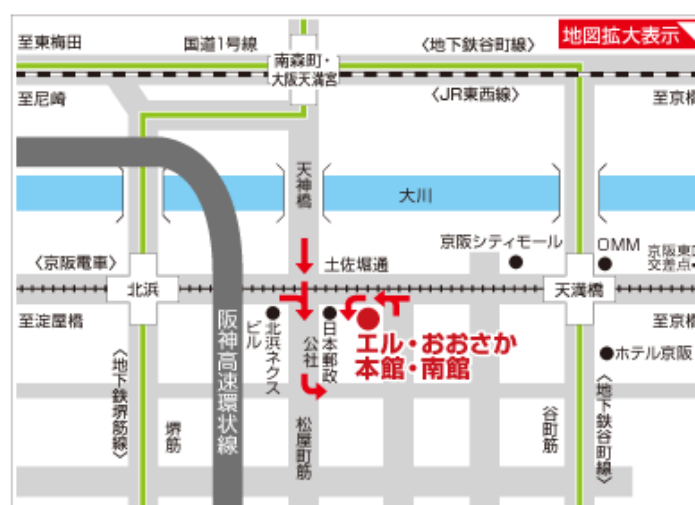 至東梅田
国道1号線
〈地下鉄谷町線〉
地図拡大表示
南森町・
大阪天満宮
至尼崎
〈JR東西線〉
天神橋
大川
京阪シティモール
OMM
〈京阪電車〉
土佐堀通
北浜
天満橋
至淀屋橋
北浜ネクス
ビル
公社
日本郵政
エル・おおさか
本館・南館
ホテル京阪
阪神高速環状線
〈地下鉄堺筋線〉
堺筋
松屋町筋
谷町筋
〈地下鉄谷町線〉